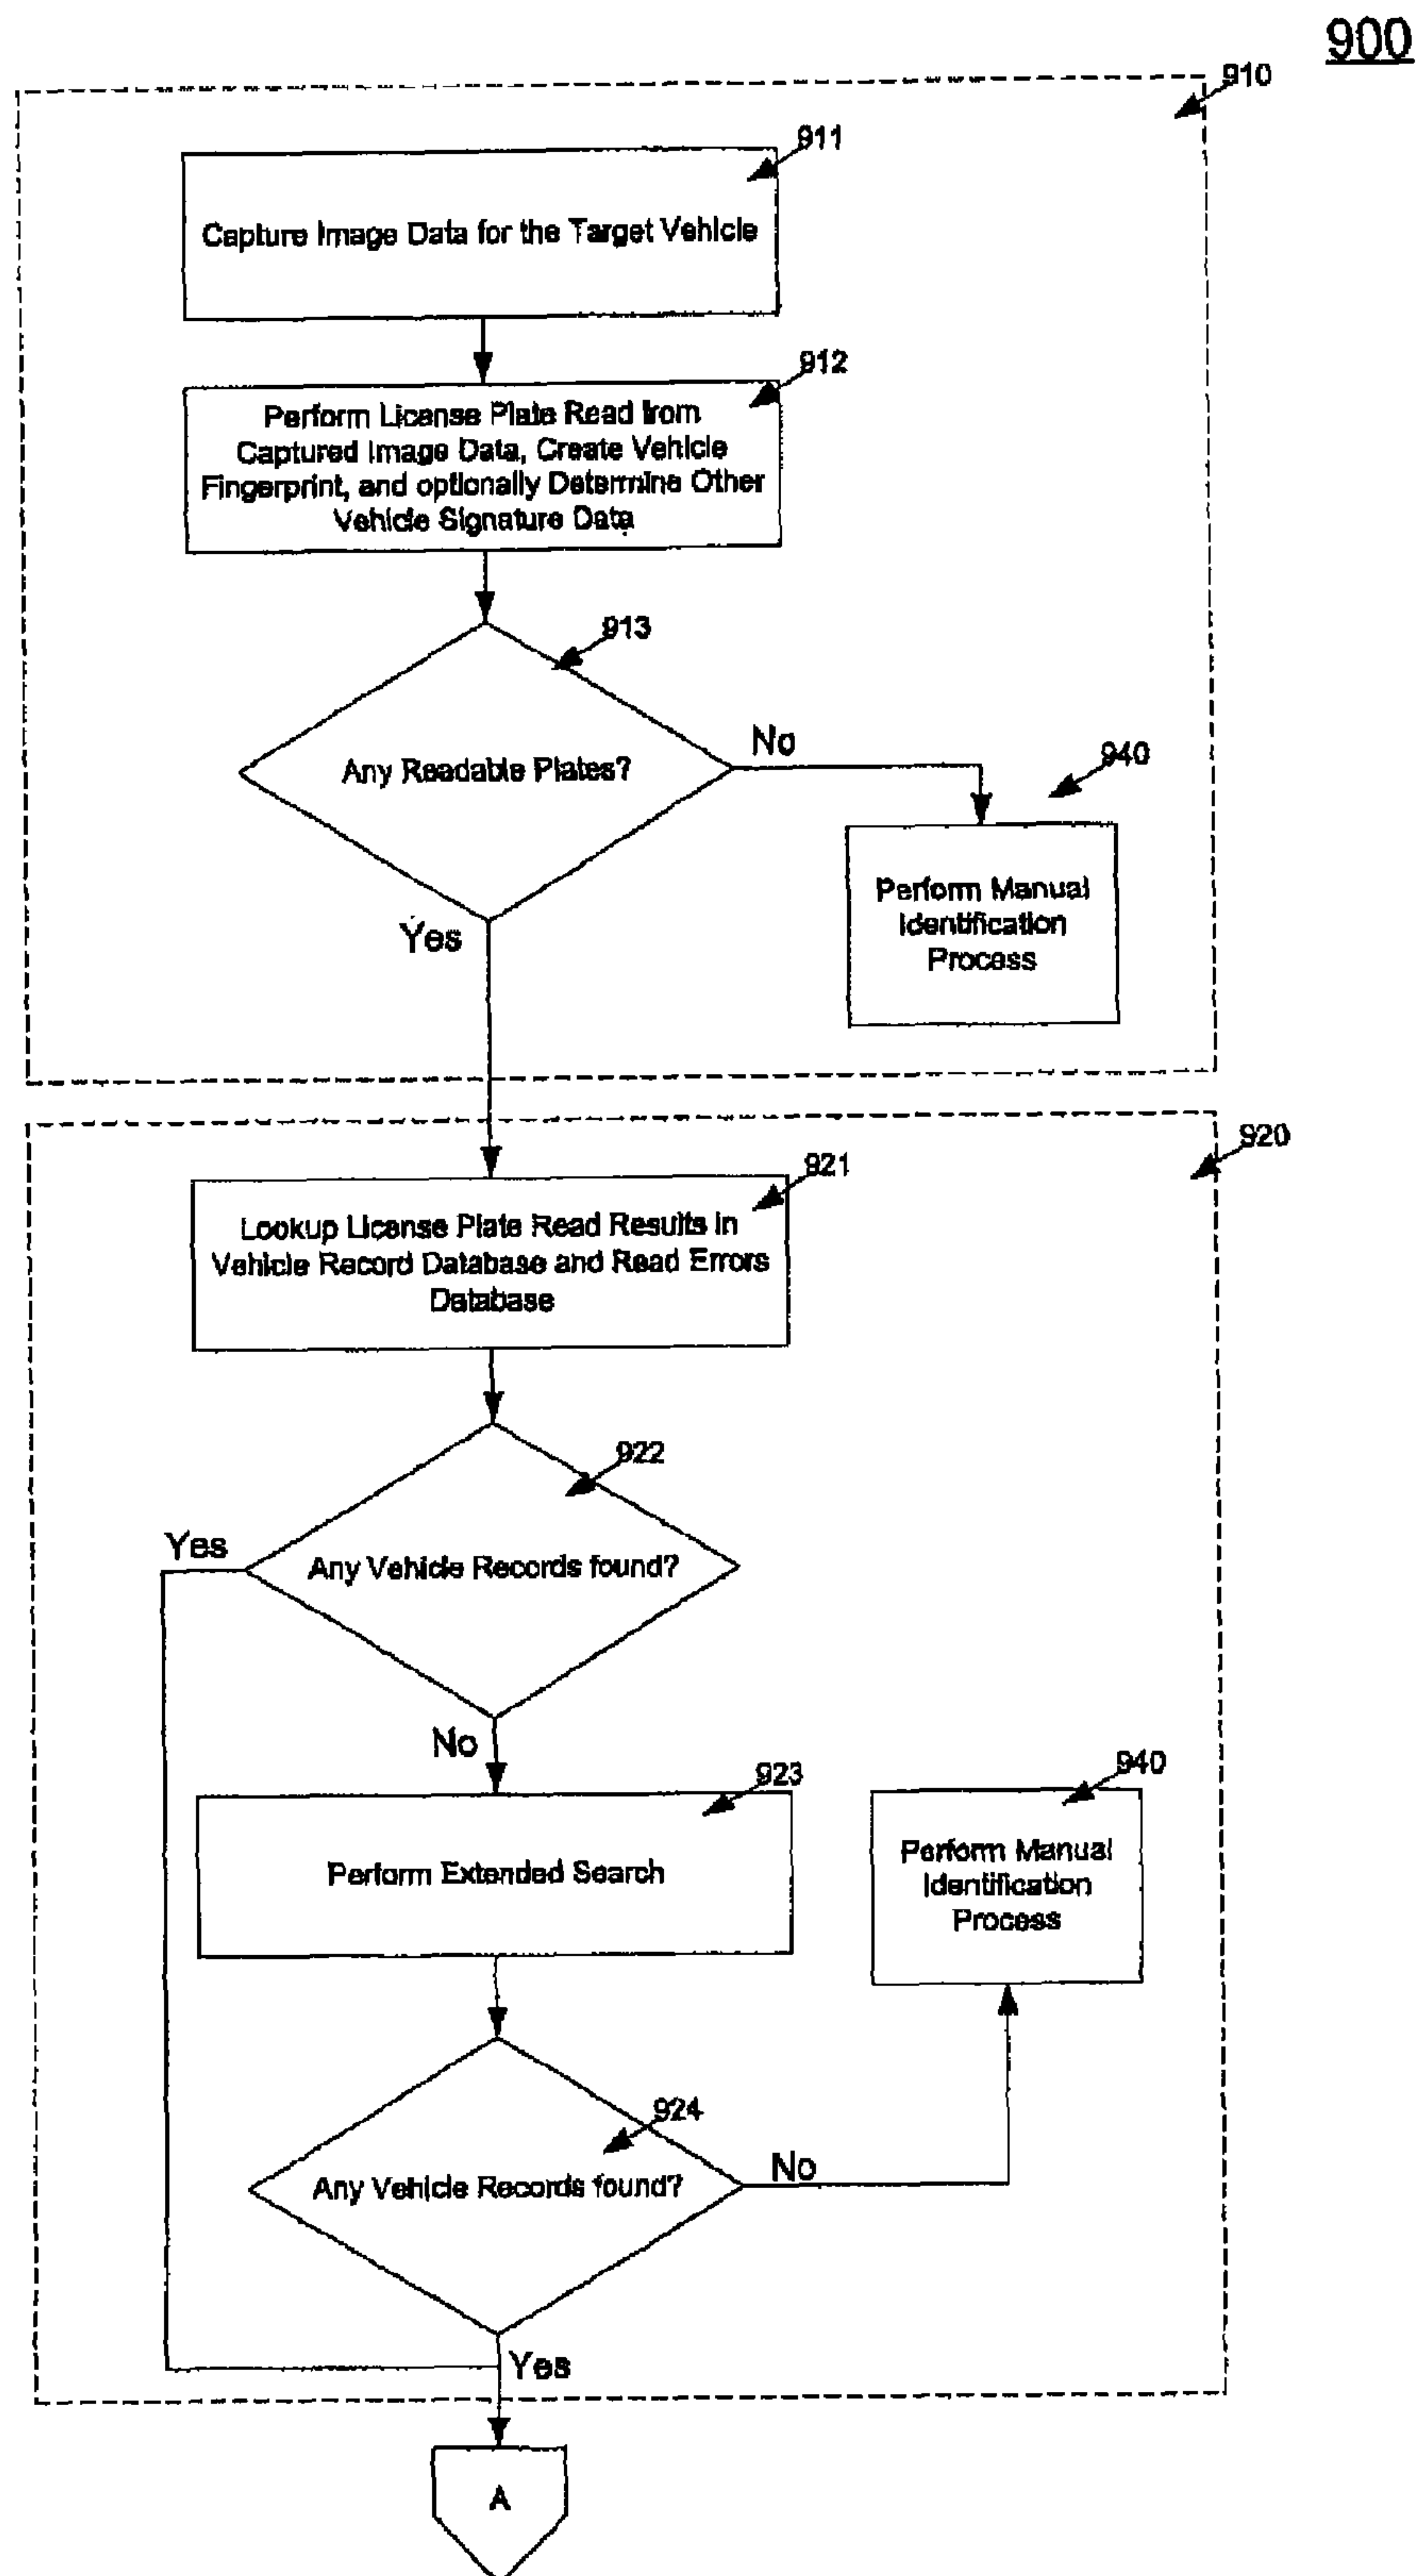 900
910
911
Capture Image Data for the Target Vehicle
912
Perform License Plate Read from
Captured Image Data, Create Vehicle
Fingerprint, and optionally Determine Other
Vehicle Signature Data
913
Any Readable Plates?
No
940
Perform Manual
Identification
Process
Yes
920
921
Lookup License Plate Read Results in
Vehicle Record Database and Read Errors
Database
922
Yes
Any Vehicle Records found?
No
923
Perform Extended Search
940
Perform Manual
Identification
Process
924
Any Vehicle Records found?
No
Yes
A